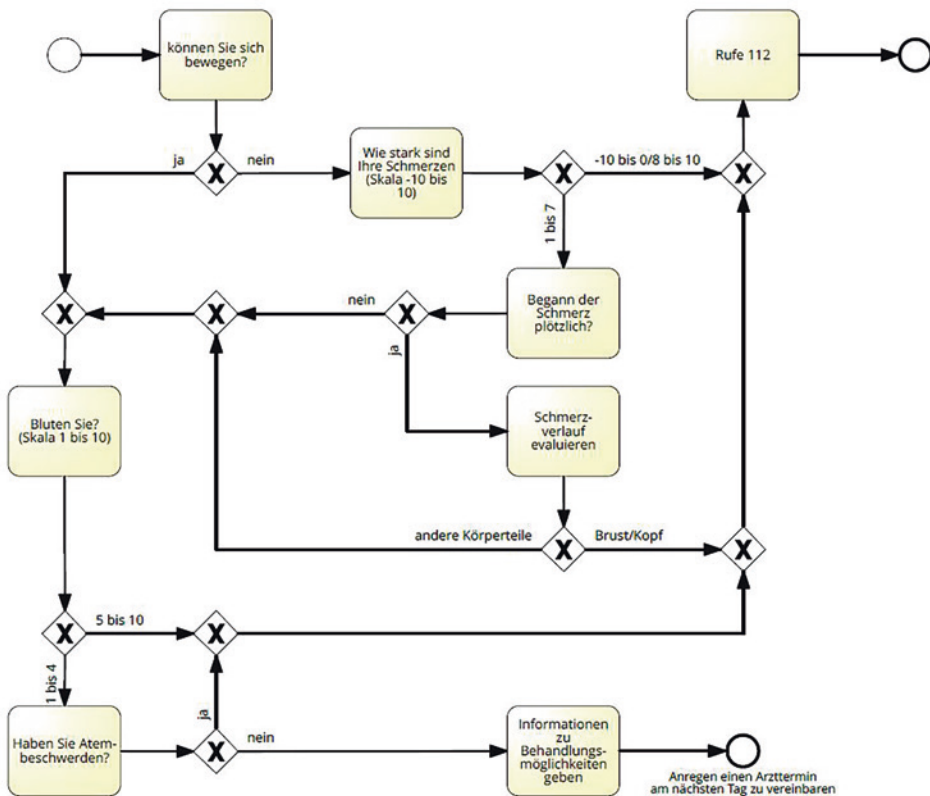 können Sie sich
bewegen?
Rufe 112
ja
X
nein
Wie stark sind
Ihre Schmerzen
(Skala -10 bis
10)
X
-10 bis 0/8 bis 10
X
1 bis 7
X
X
nein
X
ja
Begann der
Schmerz
plötzlich?
Bluten Sie?
(Skala 1 bis 10)
Schmerz-
verlauf
evaluieren
andere Körperteile
X
Brust/Kopf
X
X
5 bis 10
X
1 bis 4
ja
Haben Sie Atem-
beschwerden?
X
nein
Informationen
zu
Behandlungs-
möglichkeiten
geben
Anregen einen Arzttermin
am nächsten Tag zu vereinbaren